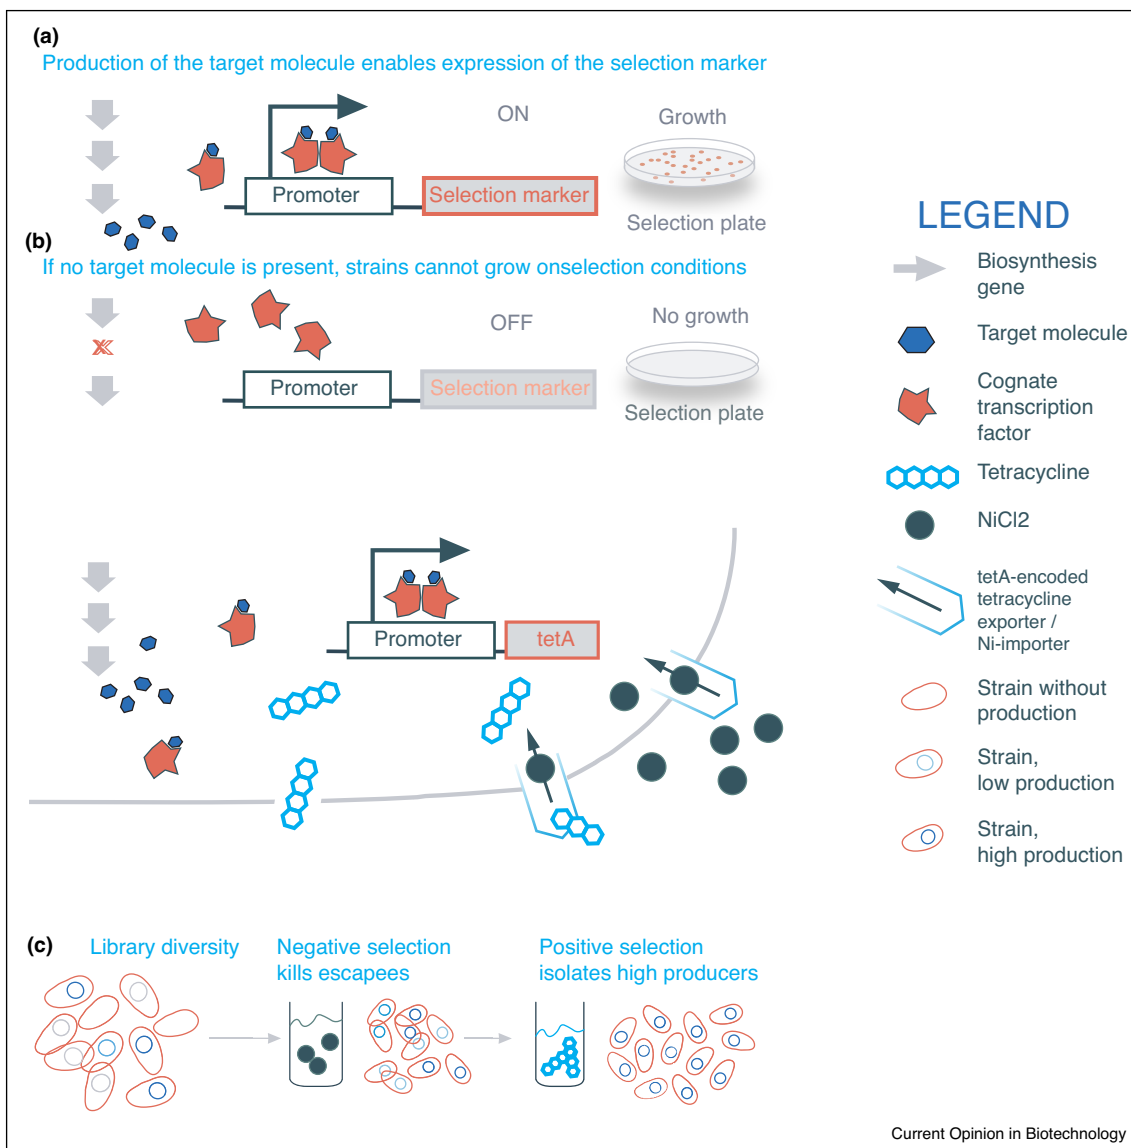 (a)
Production of the target molecule enables expression of the selection marker
ON
Growth
Promoter
Selection marker
Selection plate
(b)
If no target molecule is present, strains cannot grow onselection conditions
OFF
No growth
Promoter
Selection marker
Selection plate
Promoter
tetA
LEGEND
Biosynthesis
gene
Target molecule
Cognate
transcription
factor
Tetracycline
NiCl2
tetA-encoded
tetracycline
exporter /
Ni-importer
Strain without
production
Strain,
low production
Strain,
high production
(c)
Library diversity
Negative selection
kills escapees
Positive selection
isolates high producers
Current Opinion in Biotechnology